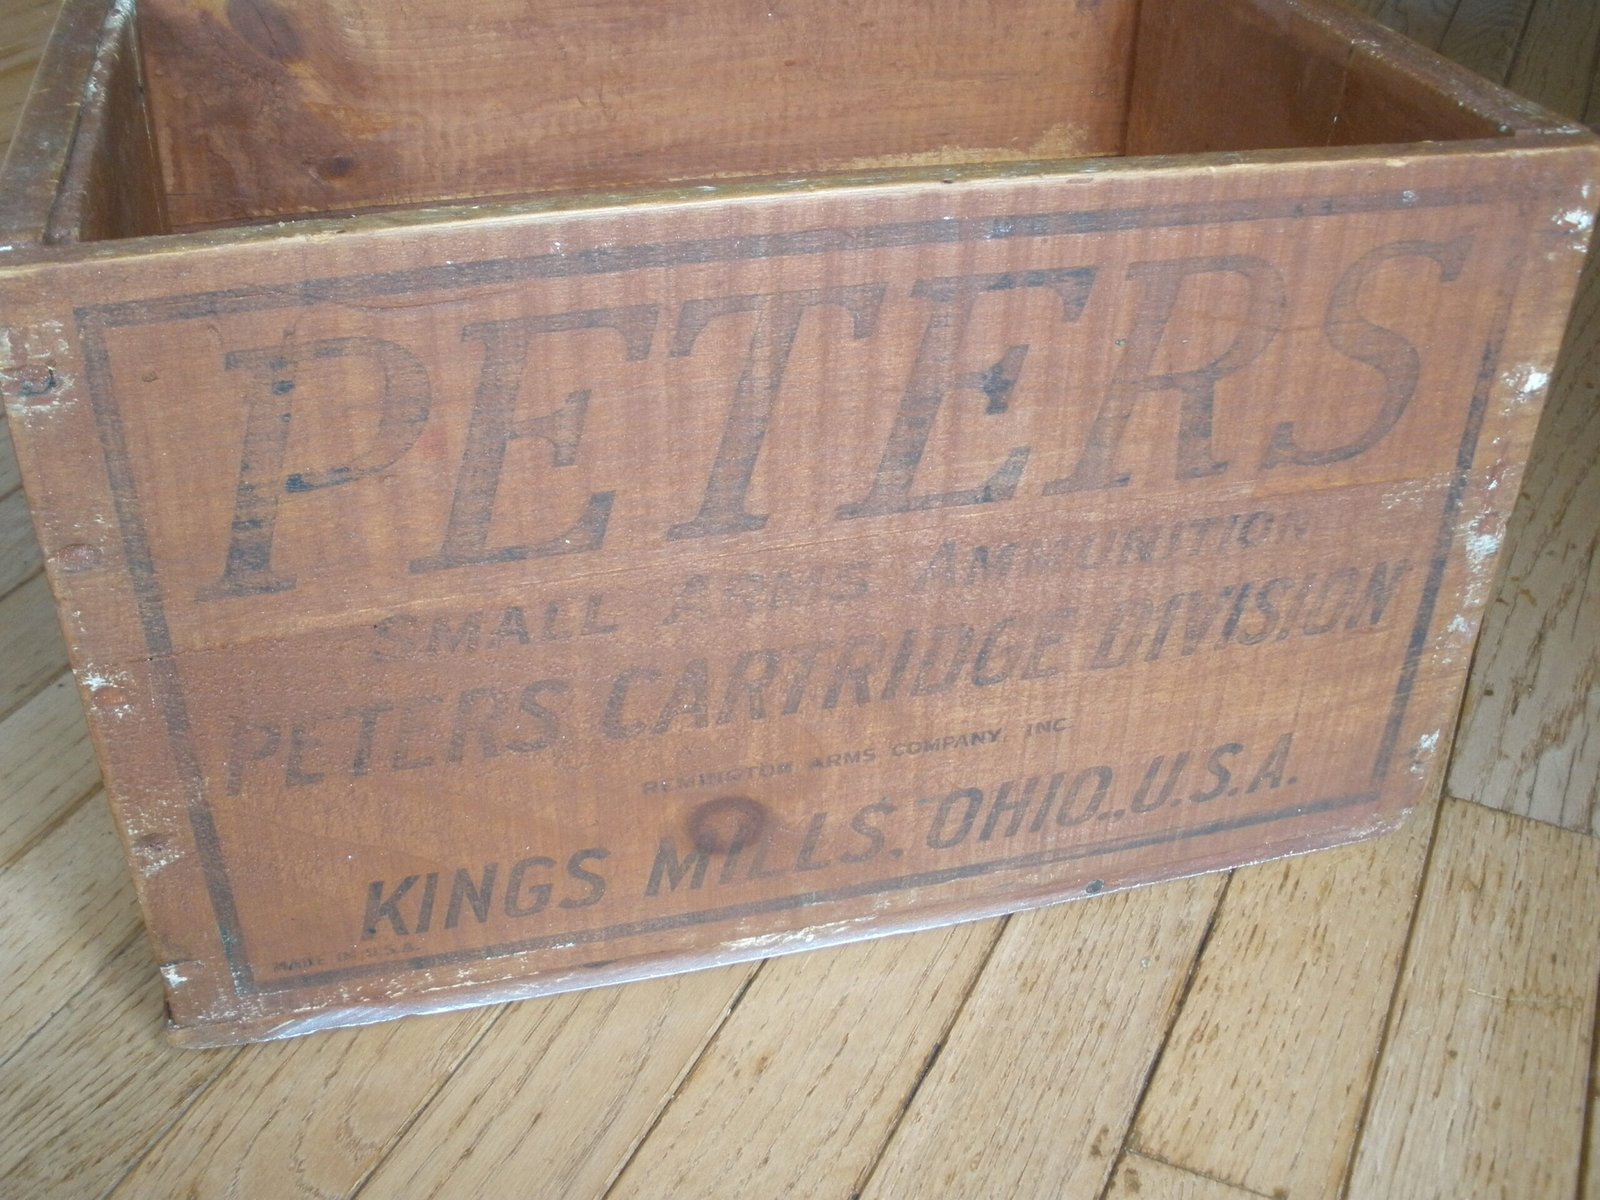 PETERS
SMALL ARMS AMMUNITION
PETERS CARTRIDGE DIVISION
REMINGTON ARMS COMPANY, INC.
KINGS MILLS, OHIO., U.S.A.
MADE IN U.S.A.